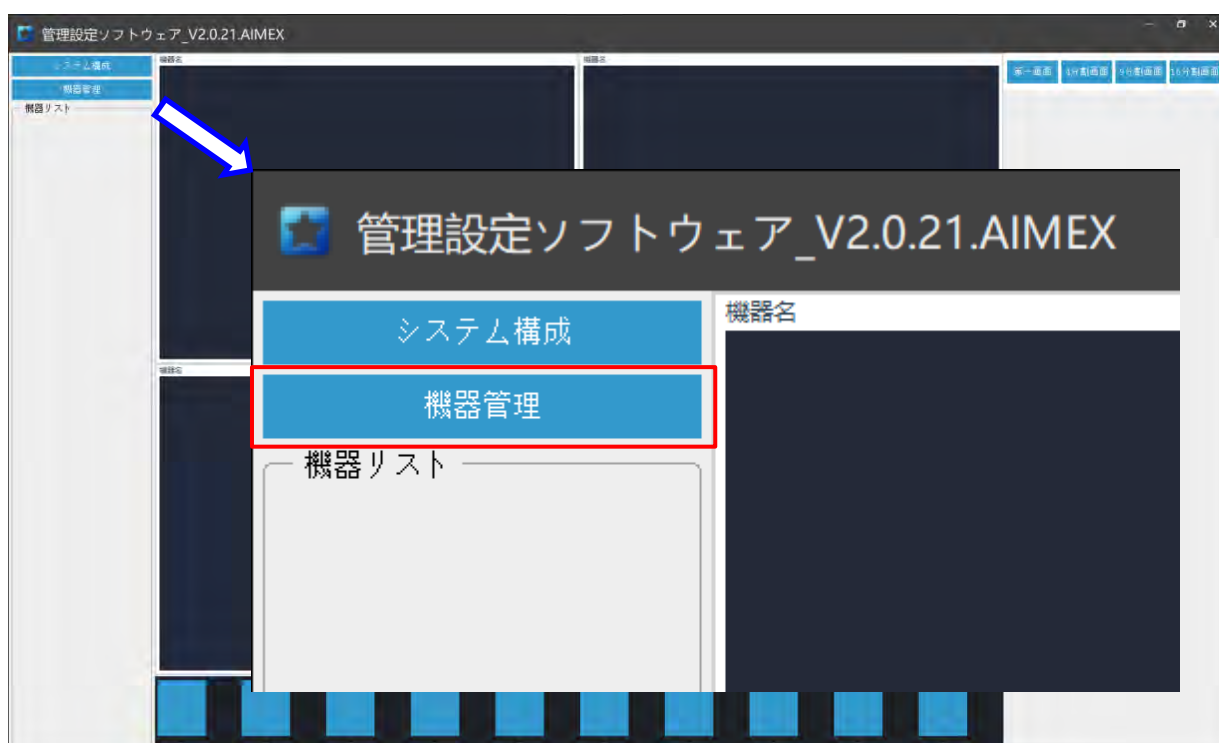 管理設定ソフトウェア_V2.0.21.AIMEX
システム構成
機器管理
機器リスト
機器名
機器名
機器名
第一画面 4分割画面 9分割画面 16分割画面
管理設定ソフトウェア_V2.0.21.AIMEX
システム構成
機器管理
機器リスト
機器名